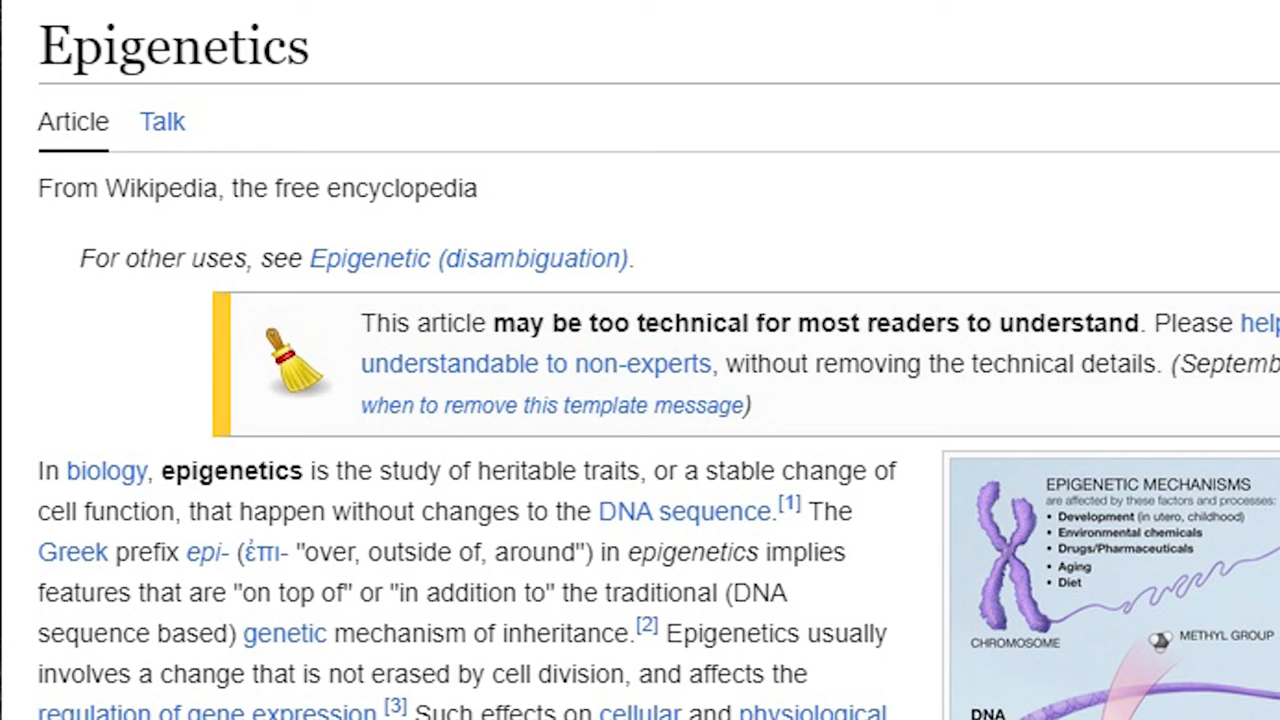 Epigenetics
Article Talk
From Wikipedia, the free encyclopedia
For other uses, see Epigenetic (disambiguation).
This article may be too technical for most readers to understand. Please help
understandable to non-experts, without removing the technical details. (Septemb
when to remove this template message)
In biology, epigenetics is the study of heritable traits, or a stable change of
cell function, that happen without changes to the DNA sequence.[1] The
Greek prefix epi- (ἐπι- "over, outside of, around") in epigenetics implies
features that are "on top of" or "in addition to" the traditional (DNA
sequence based) genetic mechanism of inheritance.[2] Epigenetics usually
involves a change that is not erased by cell division, and affects the
regulation of gene expression.[3] Such effects on cellular and physiological
EPIGENETIC MECHANISMS
are affected by these factors and processes:
• Development (in utero, childhood)
• Environmental chemicals
• Drugs/Pharmaceuticals
• Aging
• Diet
CHROMOSOME
METHYL GROUP
DNA